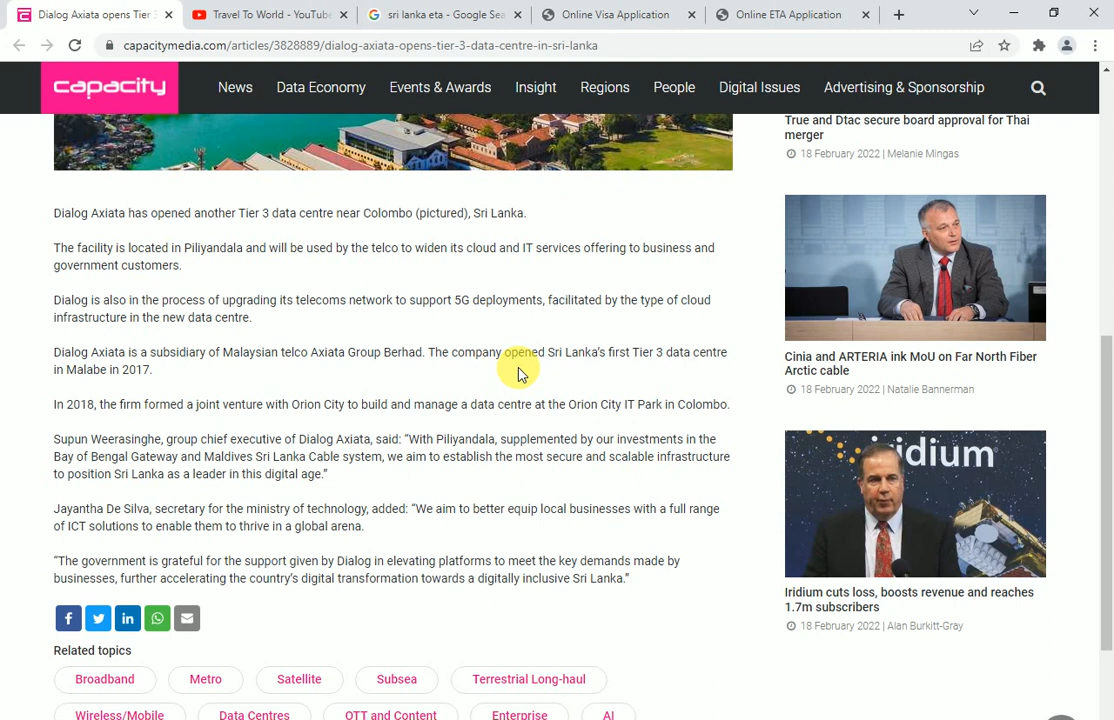 Dialog Axiata opens Tier 3
Travel To World - YouTube
sri lanka eta - Google Sea
Online Visa Application
Online ETA Application
capacitymedia.com/articles/3828889/dialog-axiata-opens-tier-3-data-centre-in-sri-lanka
capacity
News
Data Economy
Events & Awards
Insight
Regions
People
Digital Issues
Advertising & Sponsorship
Dialog Axiata has opened another Tier 3 data centre near Colombo (pictured), Sri Lanka.
The facility is located in Piliyandala and will be used by the telco to widen its cloud and IT services offering to business and
government customers.
Dialog is also in the process of upgrading its telecoms network to support 5G deployments, facilitated by the type of cloud
infrastructure in the new data centre.
Dialog Axiata is a subsidiary of Malaysian telco Axiata Group Berhad. The company opened Sri Lanka’s first Tier 3 data centre
in Malabe in 2017.
In 2018, the firm formed a joint venture with Orion City to build and manage a data centre at the Orion City IT Park in Colombo.
Supun Weerasinghe, group chief executive of Dialog Axiata, said: “With Piliyandala, supplemented by our investments in the
Bay of Bengal Gateway and Maldives Sri Lanka Cable system, we aim to establish the most secure and scalable infrastructure
to position Sri Lanka as a leader in this digital age.”
Jayantha De Silva, secretary for the ministry of technology, added: “We aim to better equip local businesses with a full range
of ICT solutions to enable them to thrive in a global arena.
“The government is grateful for the support given by Dialog in elevating platforms to meet the key demands made by
businesses, further accelerating the country’s digital transformation towards a digitally inclusive Sri Lanka.”
Related topics
Broadband
Metro
Satellite
Subsea
Terrestrial Long-haul
Wireless/Mobile
Data Centres
OTT and Content
Enterprise
AI
True and Dtac secure board approval for Thai
merger
18 February 2022 | Melanie Mingas
Cinia and ARTERIA ink MoU on Far North Fiber
Arctic cable
18 February 2022 | Natalie Bannerman
idium
Iridium cuts loss, boosts revenue and reaches
1.7m subscribers
18 February 2022 | Alan Burkitt-Gray